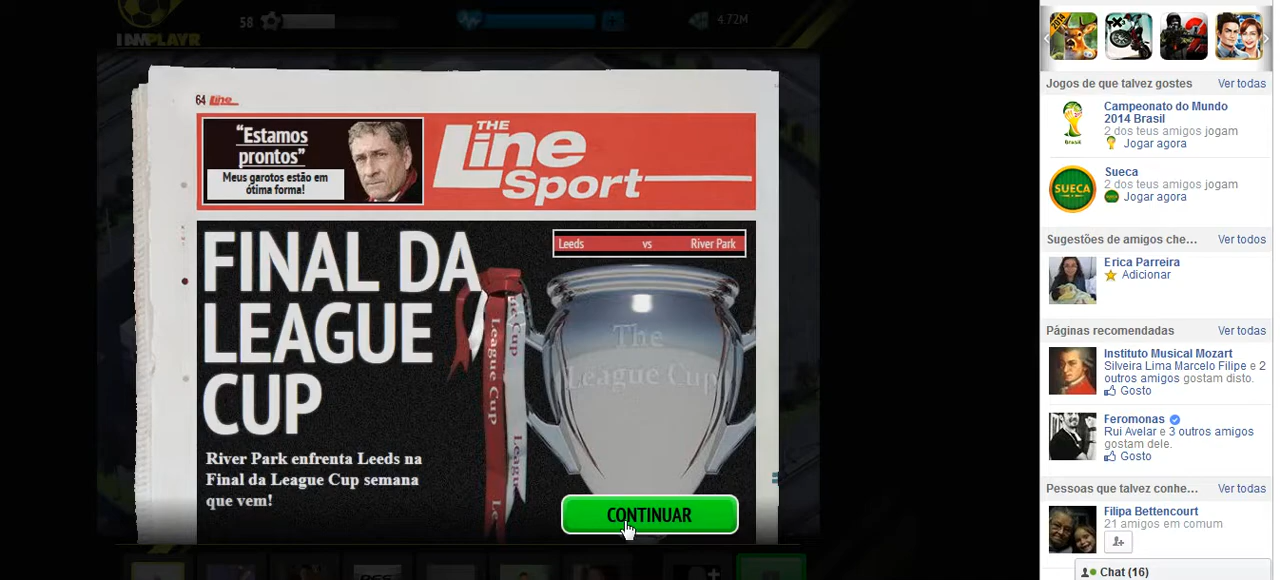 58
4.72M
I AM PLAYR
64 Line
"Estamos
prontos"
Meus garotos estão em
ótima forma!
THE
Line
Sport
Leeds vs River Park
FINAL DA
LEAGUE
CUP
River Park enfrenta Leeds na
Final da League Cup semana
que vem!
The
League Cup
League Cup
Cup
League
CONTINUAR
2014
Jogos de que talvez gostes Ver todas
Campeonato do Mundo
2014 Brasil
2 dos teus amigos jogam
Jogar agora
Sueca
2 dos teus amigos jogam
Jogar agora
SUECA
Sugestões de amigos che... Ver todos
Erica Parreira
Adicionar
Páginas recomendadas Ver todas
Instituto Musical Mozart
Silveira Lima Marcelo Filipe e 2
outros amigos gostam disto.
Gosto
Feromonas
Rui Avelar e 3 outros amigos
gostam dele.
Gosto
Pessoas que talvez conhe... Ver todas
Filipa Bettencourt
21 amigos em comum
Chat (16)